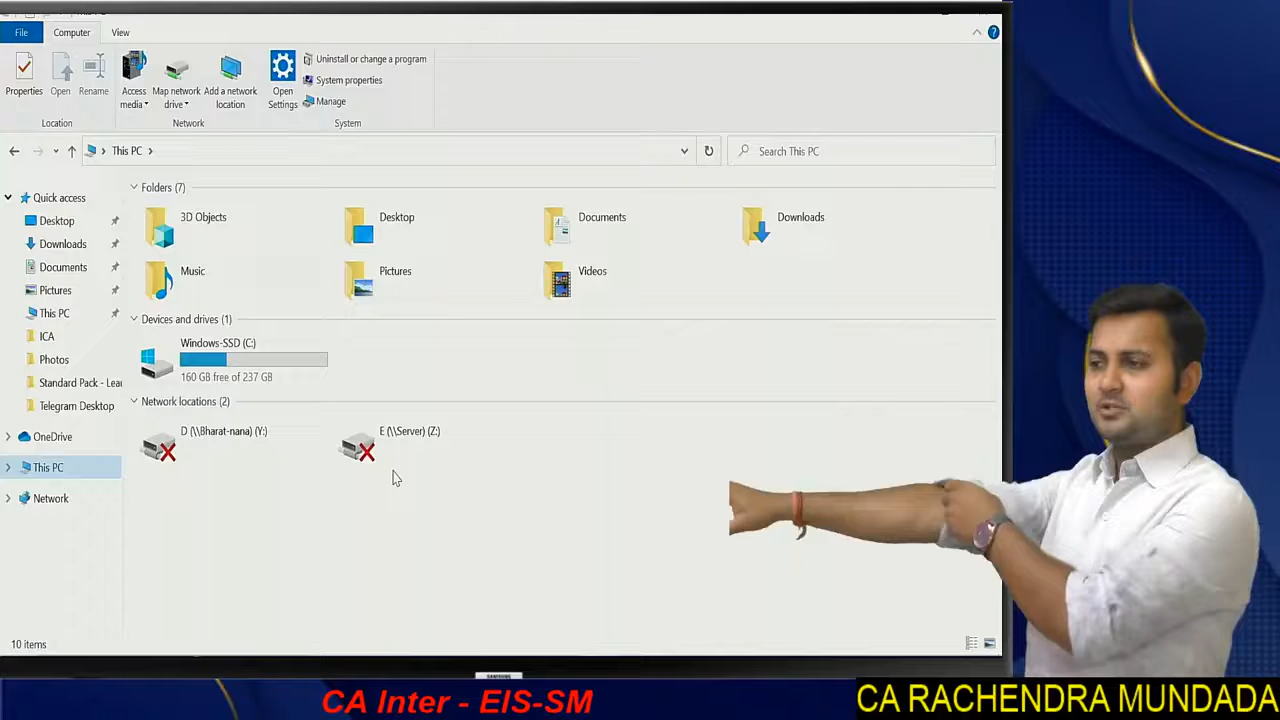 File Computer View
Properties Open Rename Access media Map network drive Add a network location Open Settings Uninstall or change a program
System properties
Manage
Location Network System
This PC
Search This PC
Quick access
Desktop
Downloads
Documents
Pictures
This PC
ICA
Photos
Standard Pack - Lea
Telegram Desktop
OneDrive
This PC
Network
Folders (7)
3D Objects Desktop Documents Downloads
Music Pictures Videos
Devices and drives (1)
Windows-SSD (C:)
160 GB free of 237 GB
Network locations (2)
D (\\Bharat-nana) (Y:) E (\\Server) (Z:)
10 items
SAMSUNG
CA Inter - EIS-SM
CA RACHENDRA MUNDADA